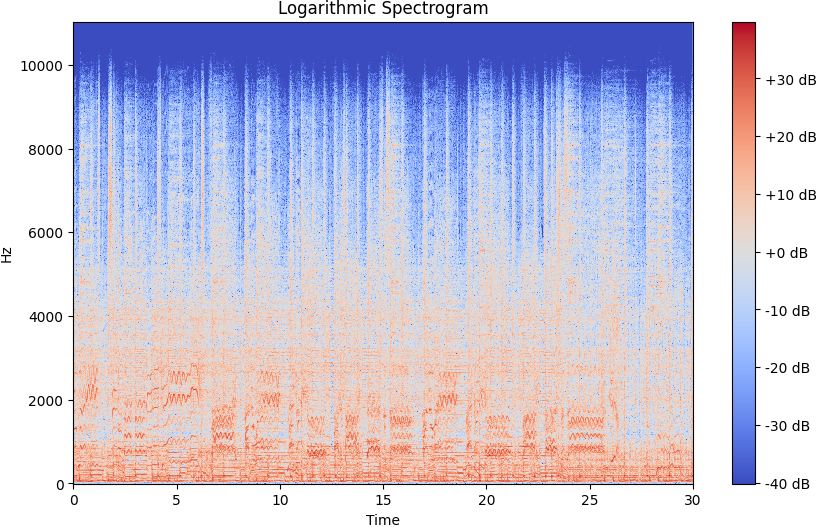 Logarithmic Spectrogram
Hz
10000
8000
6000
4000
2000
0
0 5 10 15 20 25 30
Time
+30 dB
+20 dB
+10 dB
+0 dB
-10 dB
-20 dB
-30 dB
-40 dB